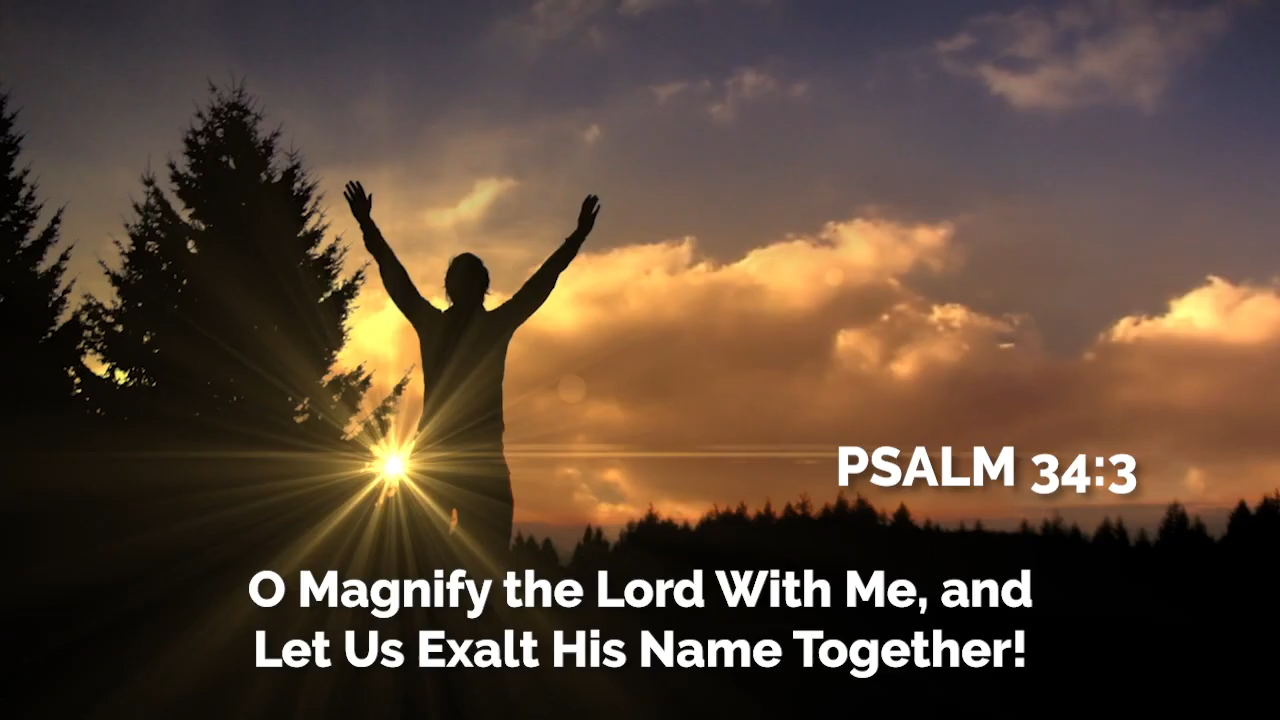 PSALM 34:3
O Magnify the Lord With Me, and
Let Us Exalt His Name Together!